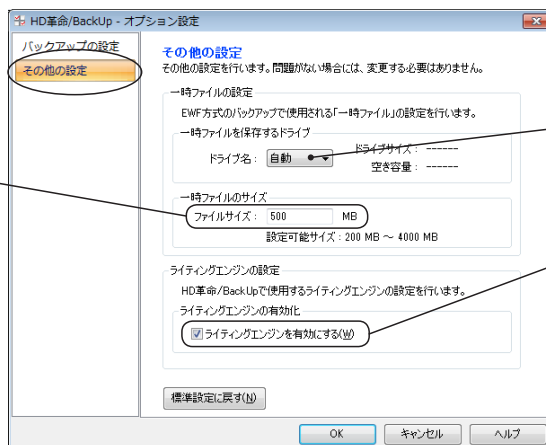 HD革命/BackUp - オプション設定
バックアップの設定
その他の設定
その他の設定
その他の設定を行います。問題がない場合には、変更する必要はありません。
一時ファイルの設定
EWF方式のバックアップで使用される「一時ファイル」の設定を行います。
一時ファイルを保存するドライブ
ドライブ名： 自動
ドライブサイズ： ------
空き容量： ------
一時ファイルのサイズ
ファイルサイズ： 500 MB
設定可能サイズ：200 MB ～ 4000 MB
ライティングエンジンの設定
HD革命/BackUpで使用するライティングエンジンの設定を行います。
ライティングエンジンの有効化
ライティングエンジンを有効にする(W)
標準設定に戻す(N)
OK キャンセル ヘルプ